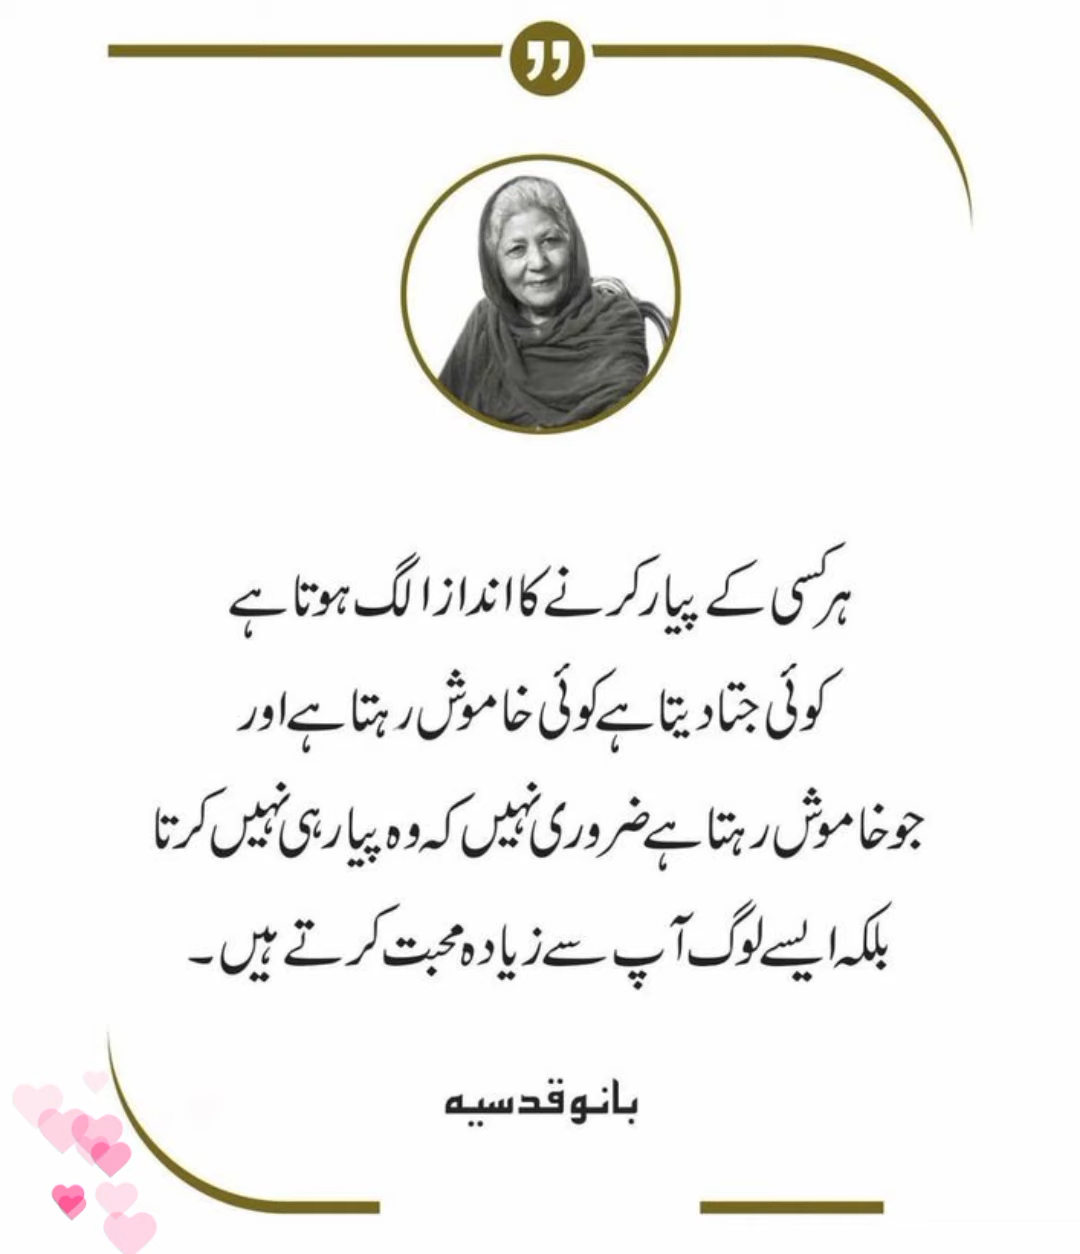 ہر کسی کے پیار کرنے کا انداز الگ ہوتا ہے
کوئی جتا دیتا ہے کوئی خاموش رہتا ہے اور
جو خاموش رہتا ہے ضروری نہیں کہ وہ پیار ہی نہیں کرتا
بلکہ ایسے لوگ آپ سے زیادہ محبت کرتے ہیں۔
بانو قدسیہ